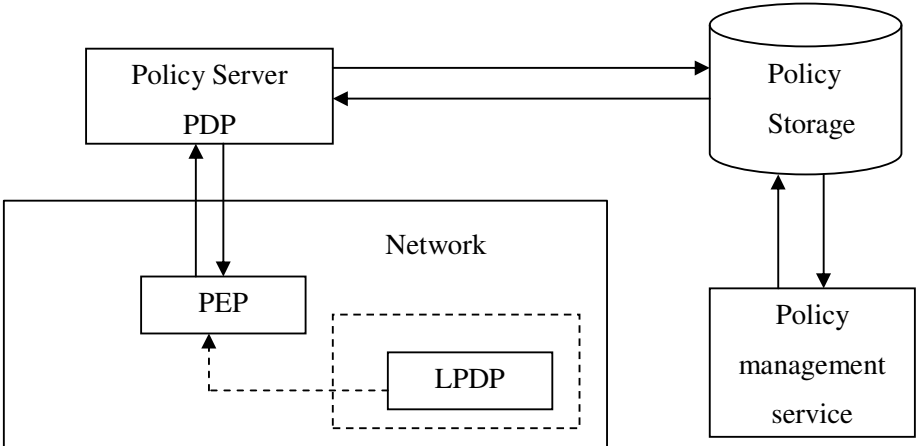 Policy Server
PDP
Policy
Storage
Network
PEP
LPDP
Policy
management
service